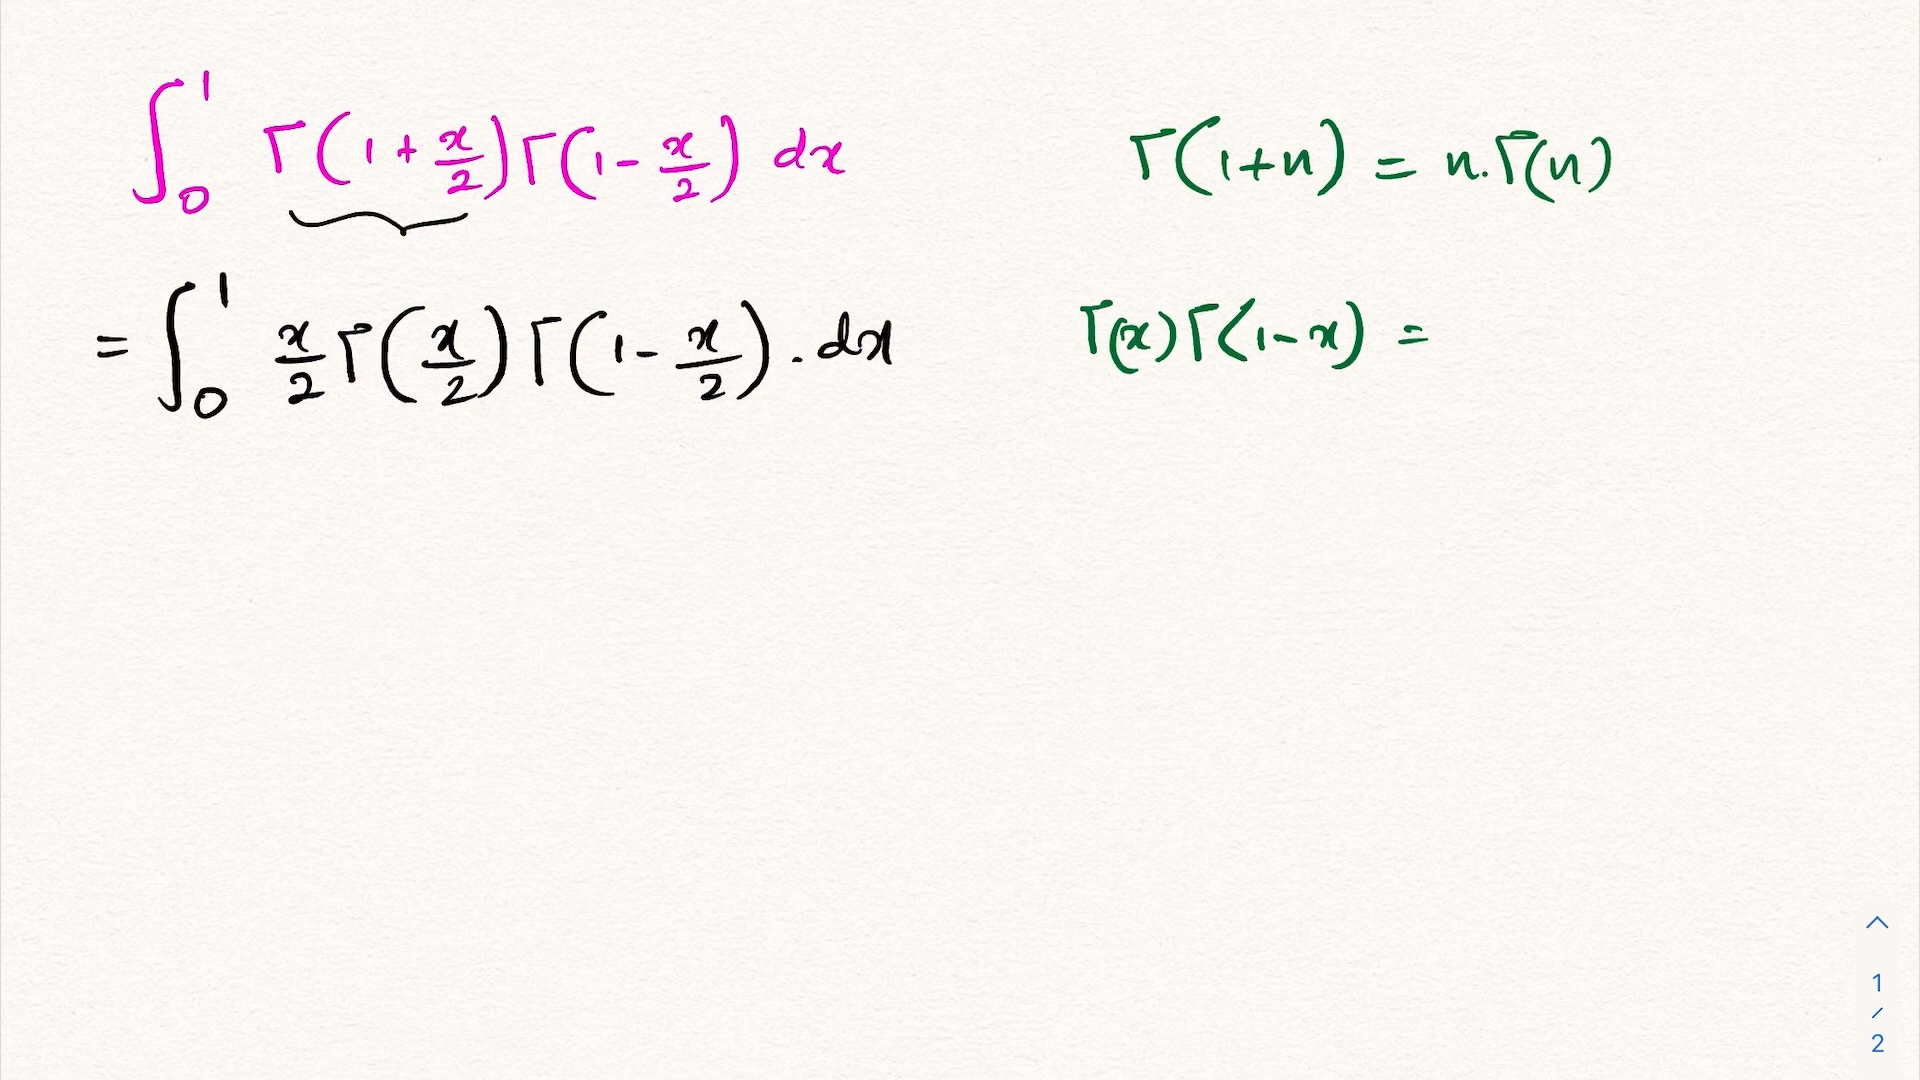 ∫₀¹ Γ(1 + x/2) Γ(1 - x/2) dx
Γ(1+n) = n.Γ(n)
= ∫₀¹ x/2 Γ(x/2) Γ(1 - x/2) . dx
Γ(x) Γ(1-x) =
1
/
2